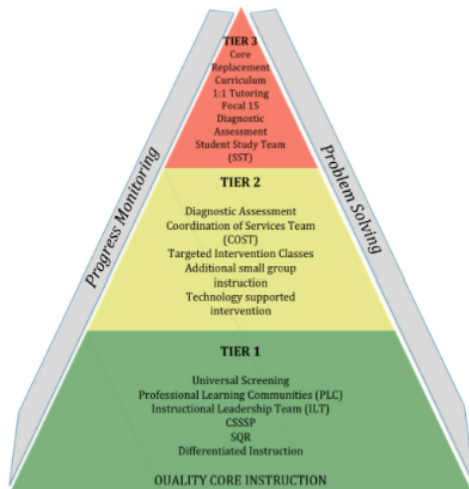 TIER 3
Core
Replacement
Curriculum
1:1 Tutoring
Focal 15
Diagnostic
Assessment
Student Study Team
(SST)
Progress Monitoring
Problem Solving
TIER 2
Diagnostic Assessment
Coordination of Services Team
(COST)
Targeted Intervention Classes
Additional small group
instruction
Technology supported
intervention
TIER 1
Universal Screening
Professional Learning Communities (PLC)
Instructional Leadership Team (ILT)
CSSSP
SQR
Differentiated Instruction
QUALITY CORE INSTRUCTION